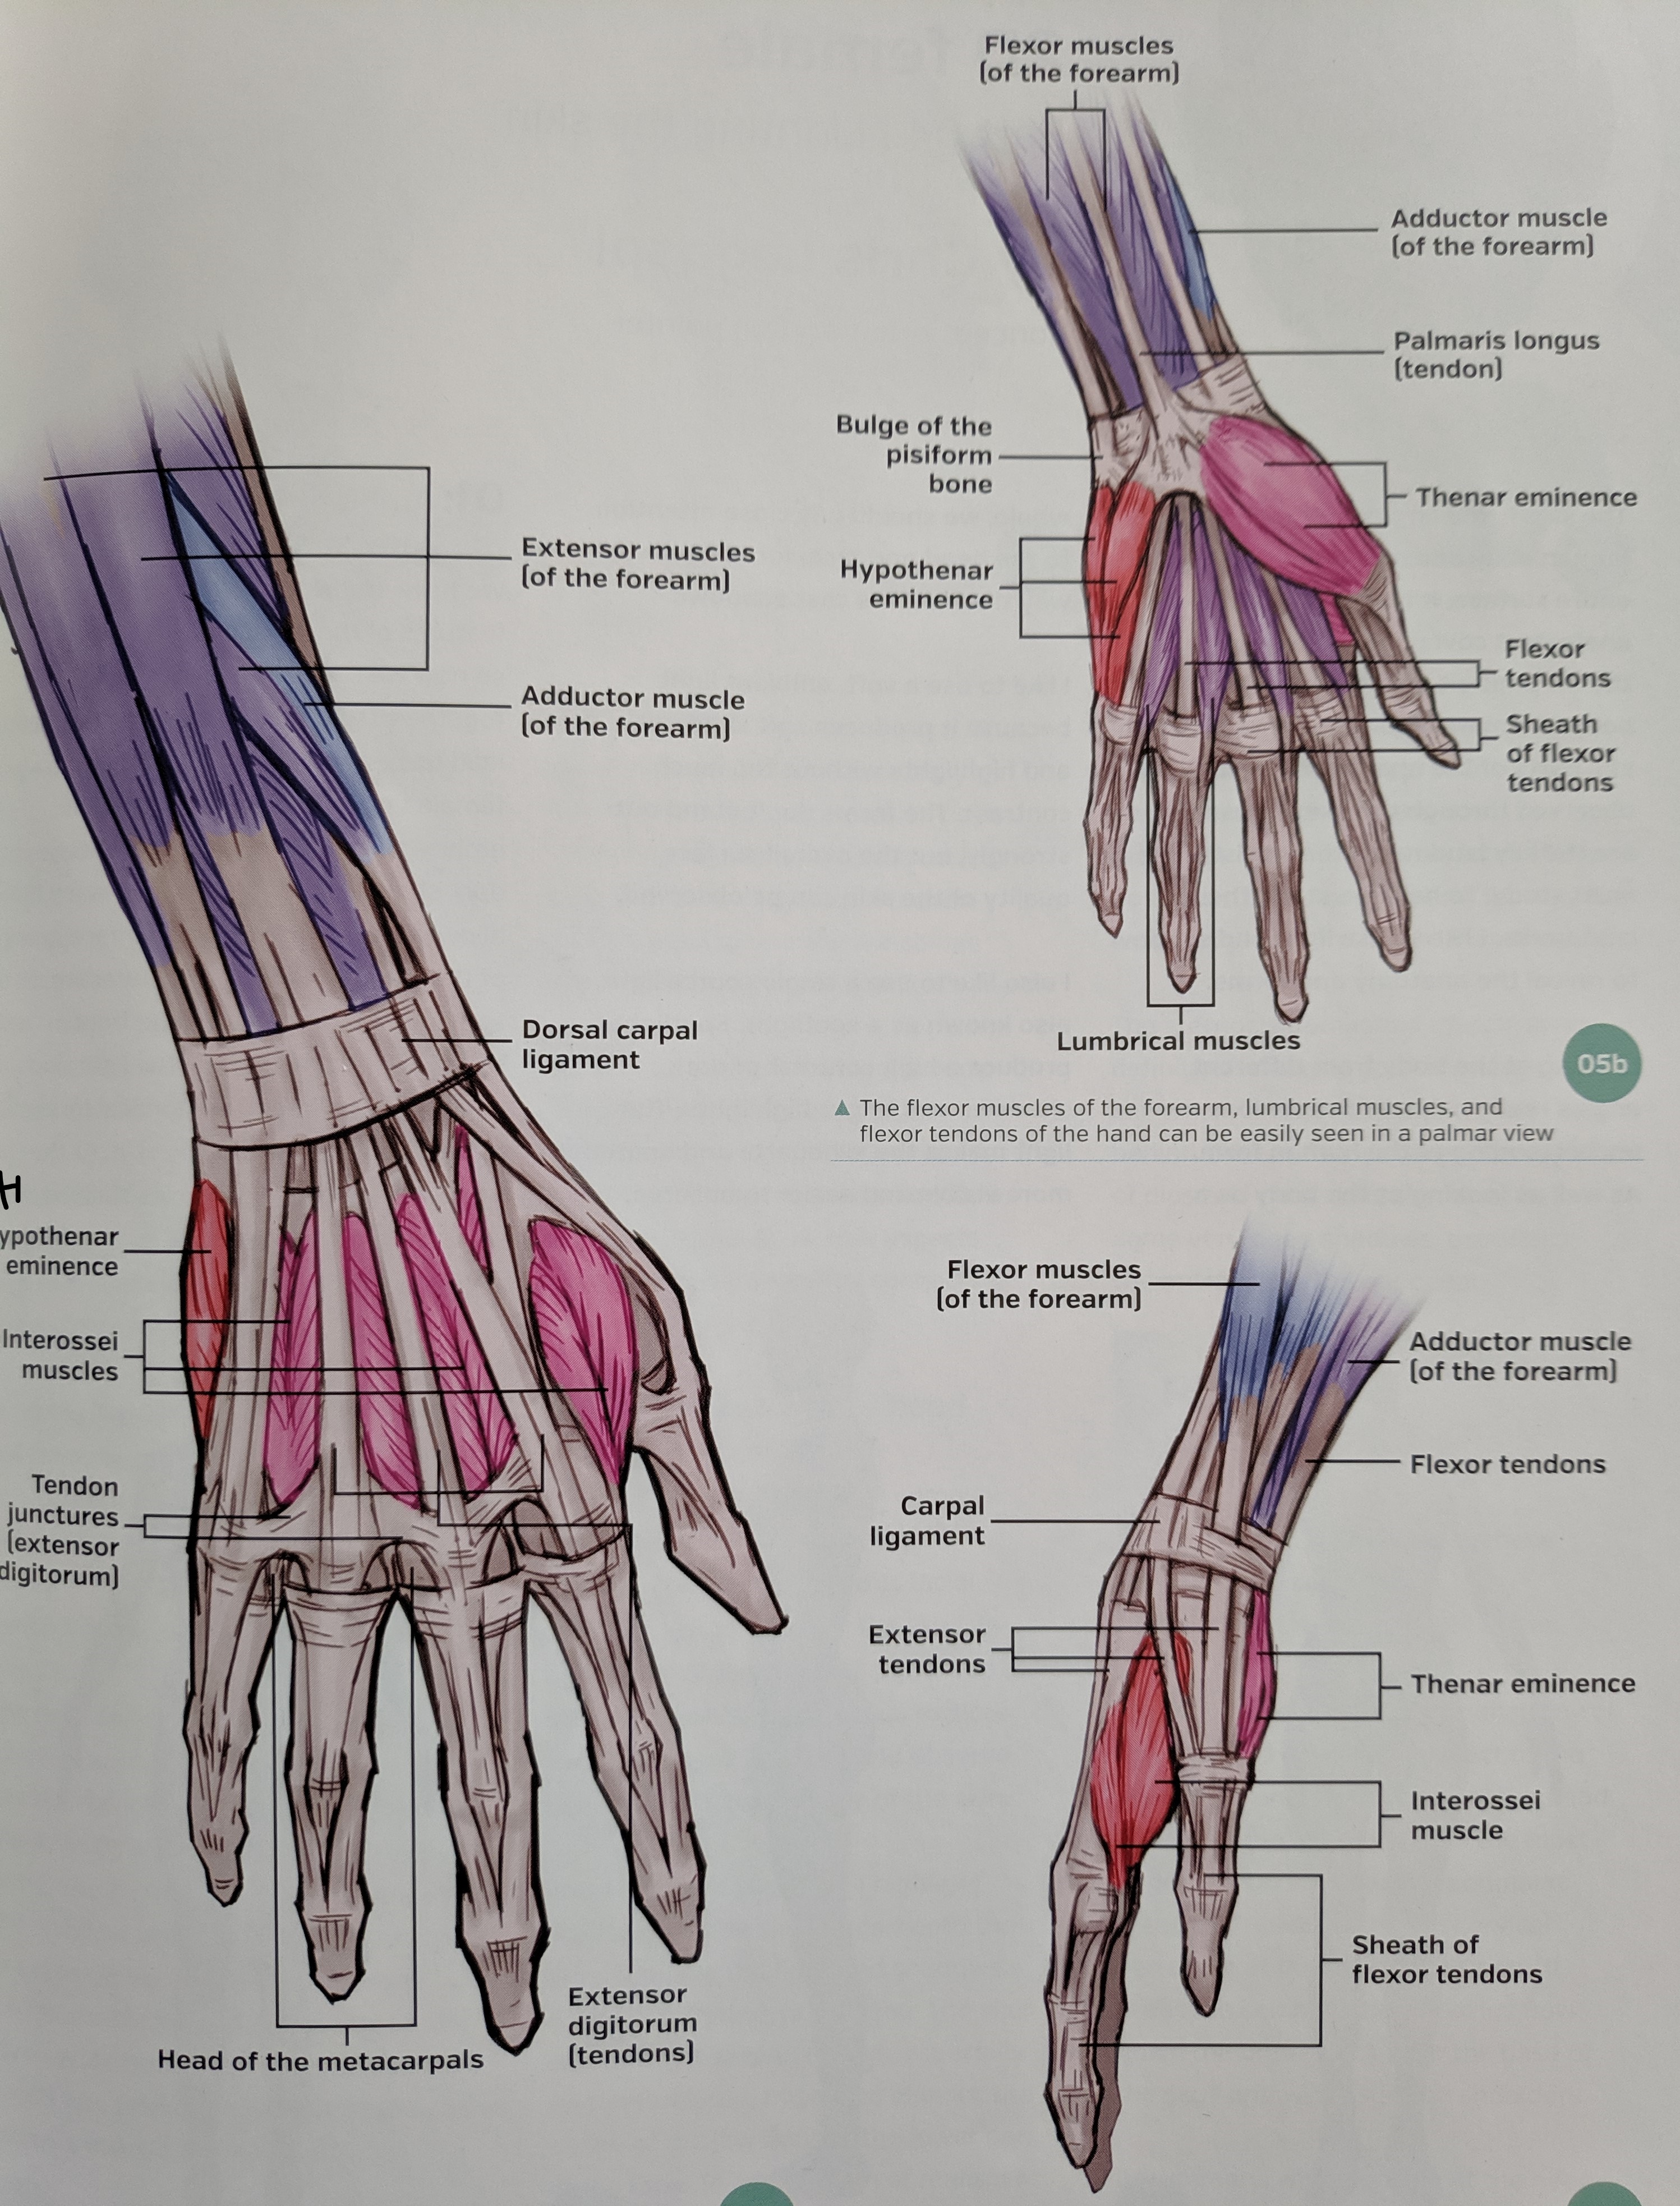 Flexor muscles
(of the forearm)
Adductor muscle
(of the forearm)
Palmaris longus
(tendon)
Bulge of the
pisiform
bone
Thenar eminence
Hypothenar
eminence
Flexor
tendons
Sheath
of flexor
tendons
Lumbrical muscles
05b
▲ The flexor muscles of the forearm, lumbrical muscles, and
flexor tendons of the hand can be easily seen in a palmar view
Extensor muscles
(of the forearm)
Adductor muscle
(of the forearm)
Dorsal carpal
ligament
H
ypothenar
eminence
Interossei
muscles
Tendon
junctures
(extensor
digitorum)
Head of the metacarpals
Extensor
digitorum
(tendons)
Flexor muscles
(of the forearm)
Adductor muscle
(of the forearm)
Flexor tendons
Carpal
ligament
Extensor
tendons
Thenar eminence
Interossei
muscle
Sheath of
flexor tendons